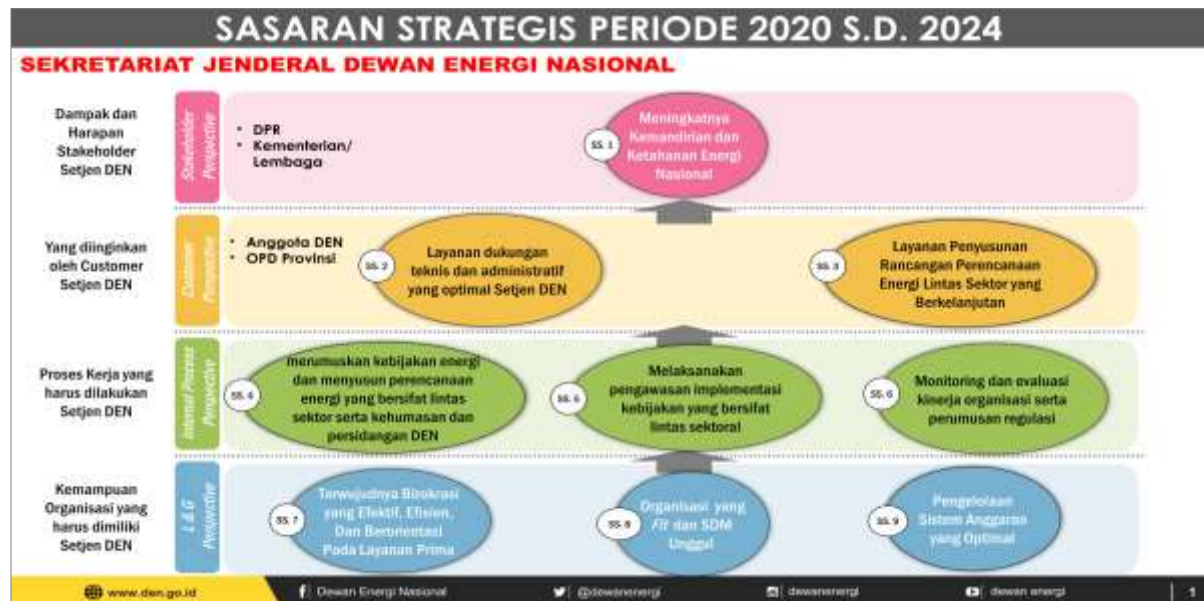 SASARAN STRATEGIS PERIODE 2020 S.D. 2024
SEKRETARIAT JENDERAL DEWAN ENERGI NASIONAL
Dampak dan
Harapan
Stakeholder
Setjen DEN
Stakeholder
Perspective
• DPR
• Kementerian/
Lembaga
SS. 1
Meningkatnya
Kemandirian dan
Ketahanan Energi
Nasional
Yang diinginkan
oleh Customer
Setjen DEN
Customer
Perspective
• Anggota DEN
• OPD Provinsi
SS. 2
Layanan dukungan
teknis dan administratif
yang optimal Setjen DEN
SS. 3
Layanan Penyusunan
Rancangan Perencanaan
Energi Lintas Sektor yang
Berkelanjutan
Proses Kerja yang
harus dilakukan
Setjen DEN
Internal Process
Perspective
SS. 4
merumuskan kebijakan energi
dan menyusun perencanaan
energi yang bersifat lintas
sektor serta kehumasan dan
persidangan DEN
SS. 5
Melaksanakan
pengawasan implementasi
kebijakan yang bersifat
lintas sektoral
SS. 6
Monitoring dan evaluasi
kinerja organisasi serta
perumusan regulasi
Kemampuan
Organisasi yang
harus dimiliki
Setjen DEN
L & G
Perspective
SS. 7
Terwujudnya Birokrasi
yang Efektif, Efisien,
Dan Berorientasi
Pada Layanan Prima
SS. 8
Organisasi yang
Fit dan SDM
Unggul
SS. 9
Pengelolaan
Sistem Anggaran
yang Optimal
www.den.go.id
Dewan Energi Nasional
@dewanenergi
dewanenergi
dewan energi
1